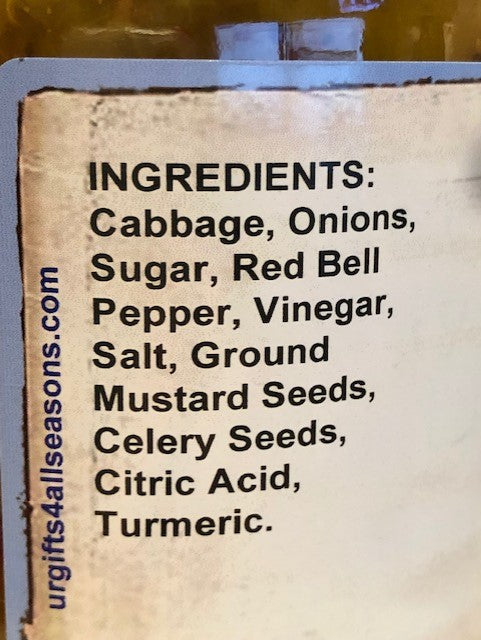 INGREDIENTS:
Cabbage, Onions,
Sugar, Red Bell
Pepper, Vinegar,
Salt, Ground
Mustard Seeds,
Celery Seeds,
Citric Acid,
Turmeric.
urgifts4allseasons.com